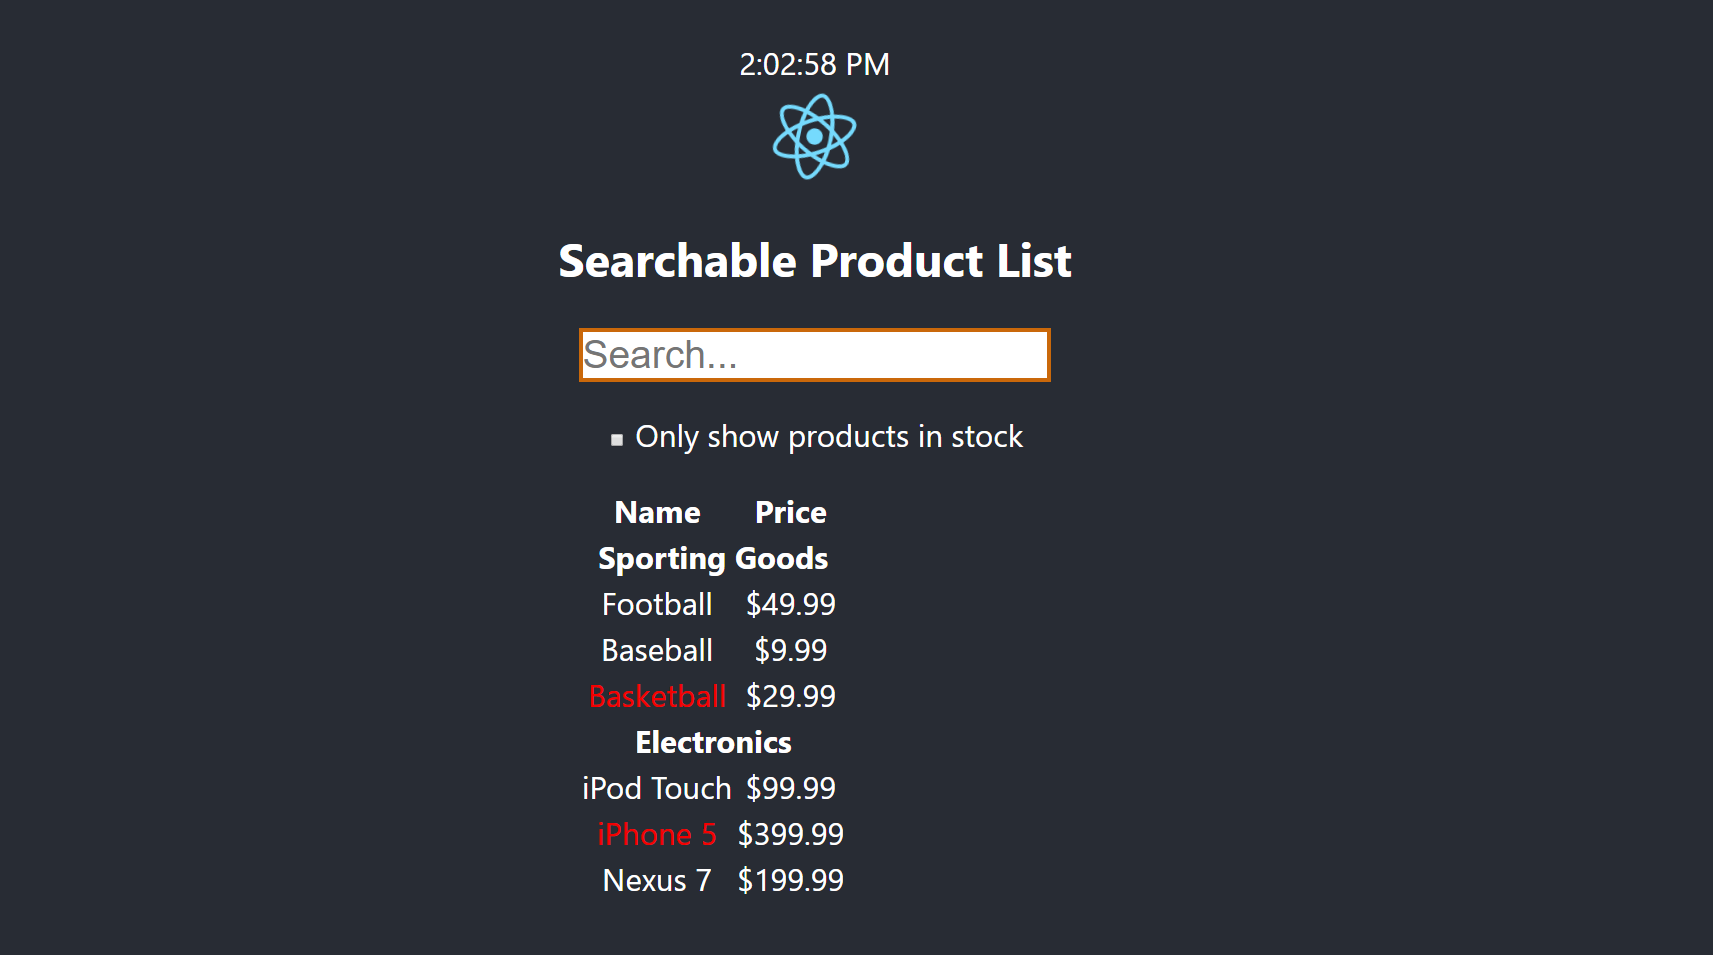 2:02:58 PM
Searchable Product List
Search...
Only show products in stock
Name Price
Sporting Goods
Football $49.99
Baseball $9.99
Basketball $29.99
Electronics
iPod Touch $99.99
iPhone 5 $399.99
Nexus 7 $199.99